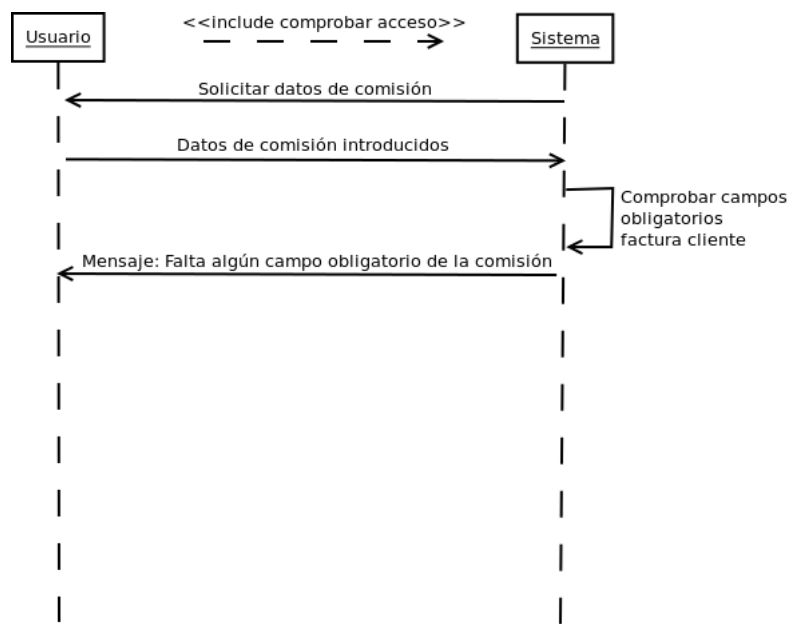 <<include comprobar acceso>>
Usuario
Sistema
Solicitar datos de comisión
Datos de comisión introducidos
Comprobar campos
obligatorios
factura cliente
Mensaje: Falta algún campo obligatorio de la comisión